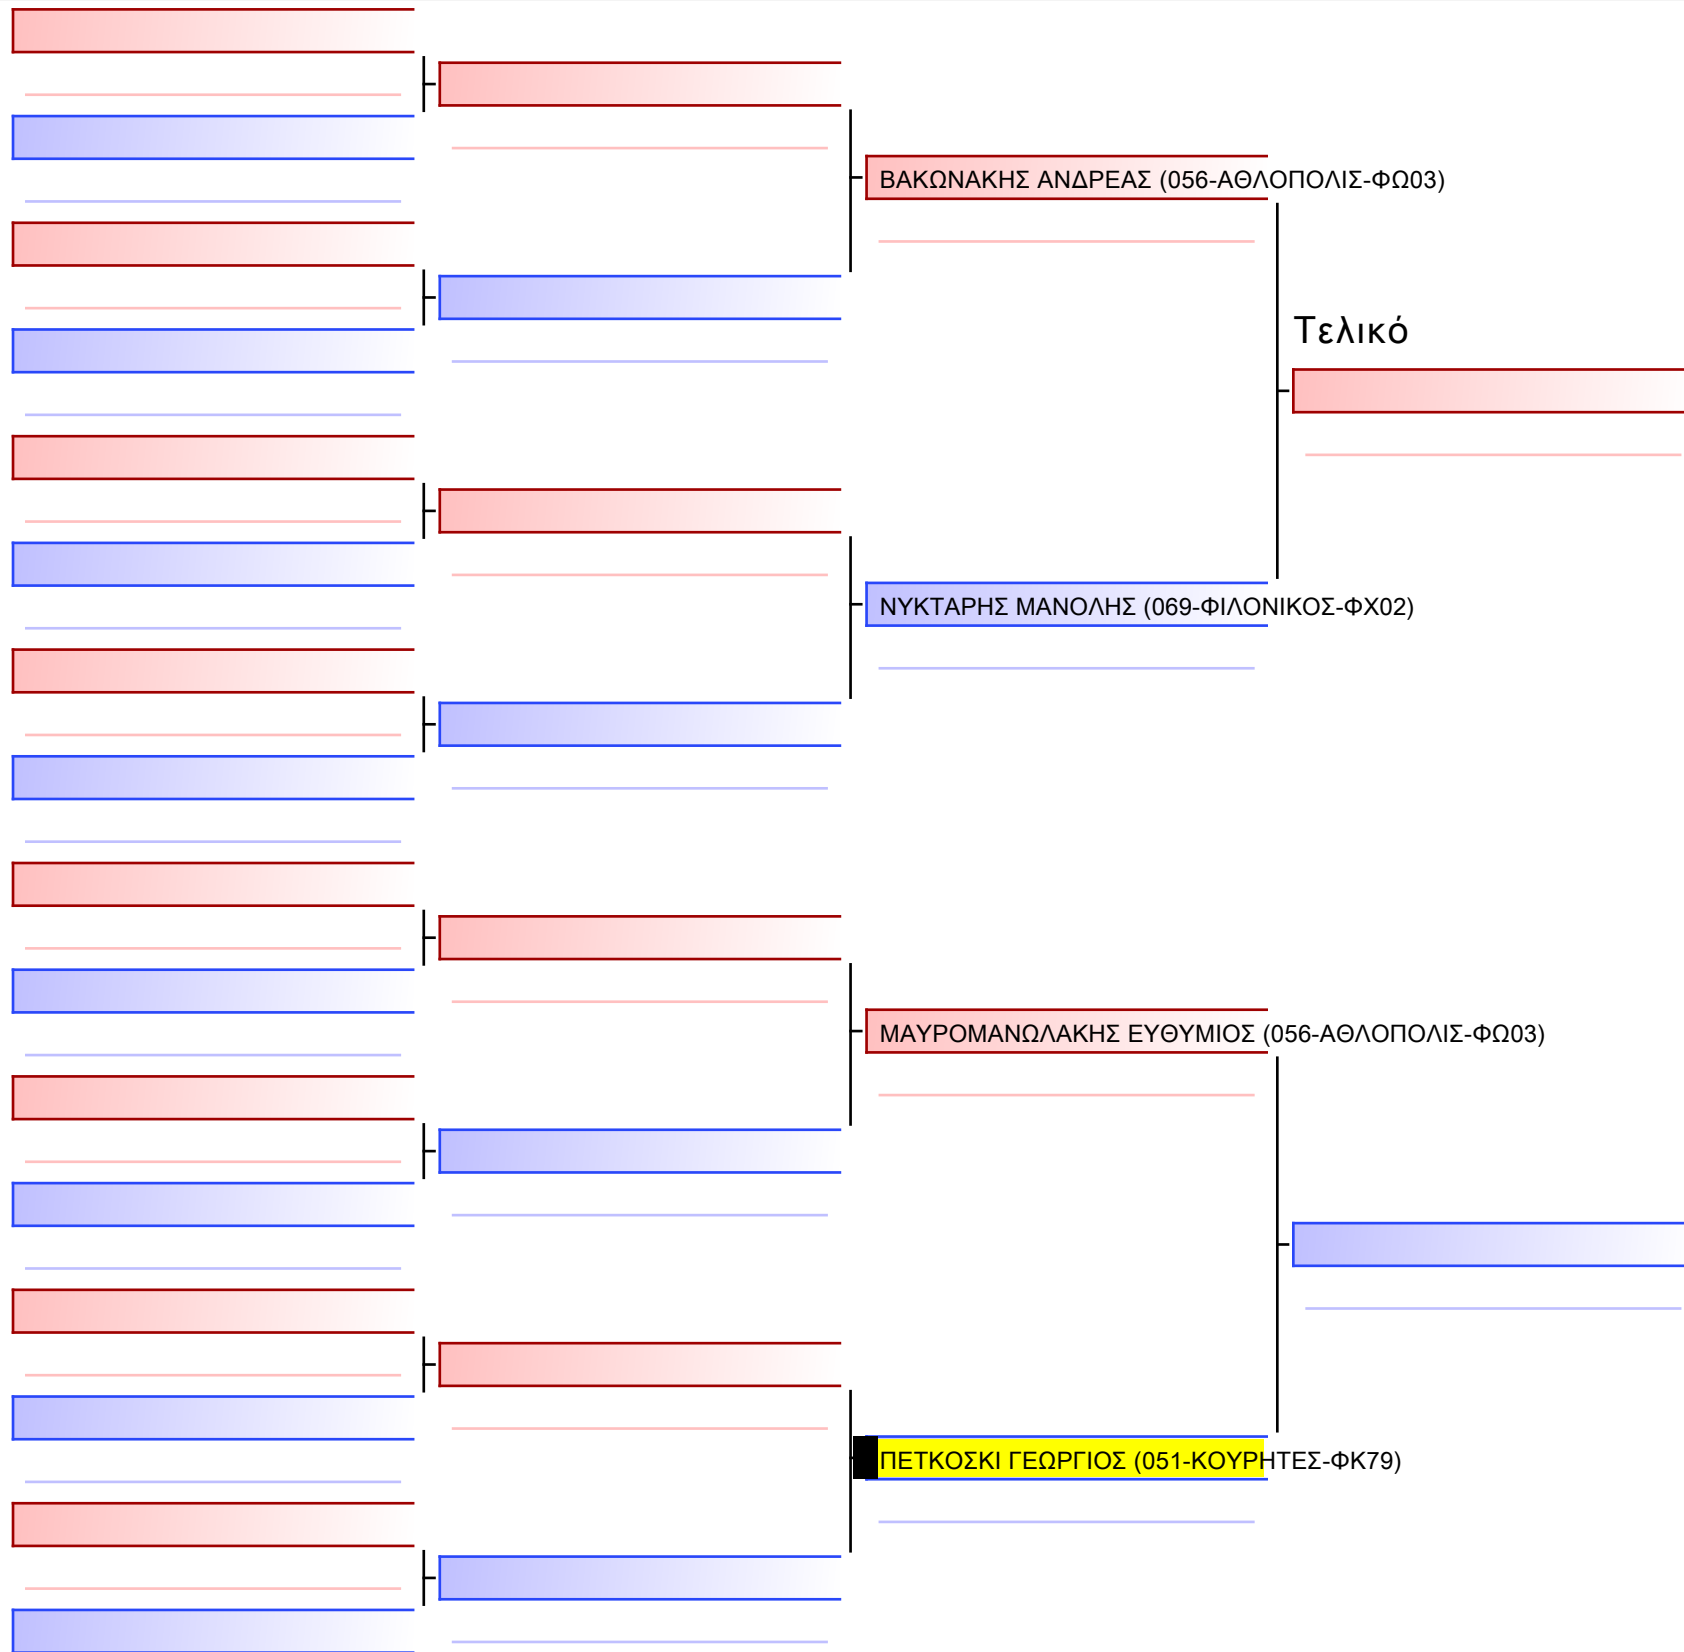 ΒΑΚΩΝΑΚΗΣ ΑΝΔΡΕΑΣ (056-ΑΘΛΟΠΟΛΙΣ-ΦΩ03)
Τελικό
ΝΥΚΤΑΡΗΣ ΜΑΝΟΛΗΣ (069-ΦΙΛΟΝΙΚΟΣ-ΦΧ02)
ΜΑΥΡΟΜΑΝΩΛΑΚΗΣ ΕΥΘΥΜΙΟΣ (056-ΑΘΛΟΠΟΛΙΣ-ΦΩ03)
ΠΕΤΚΟΣΚΙ ΓΕΩΡΓΙΟΣ (051-ΚΟΥΡΗΤΕΣ-ΦΚ79)